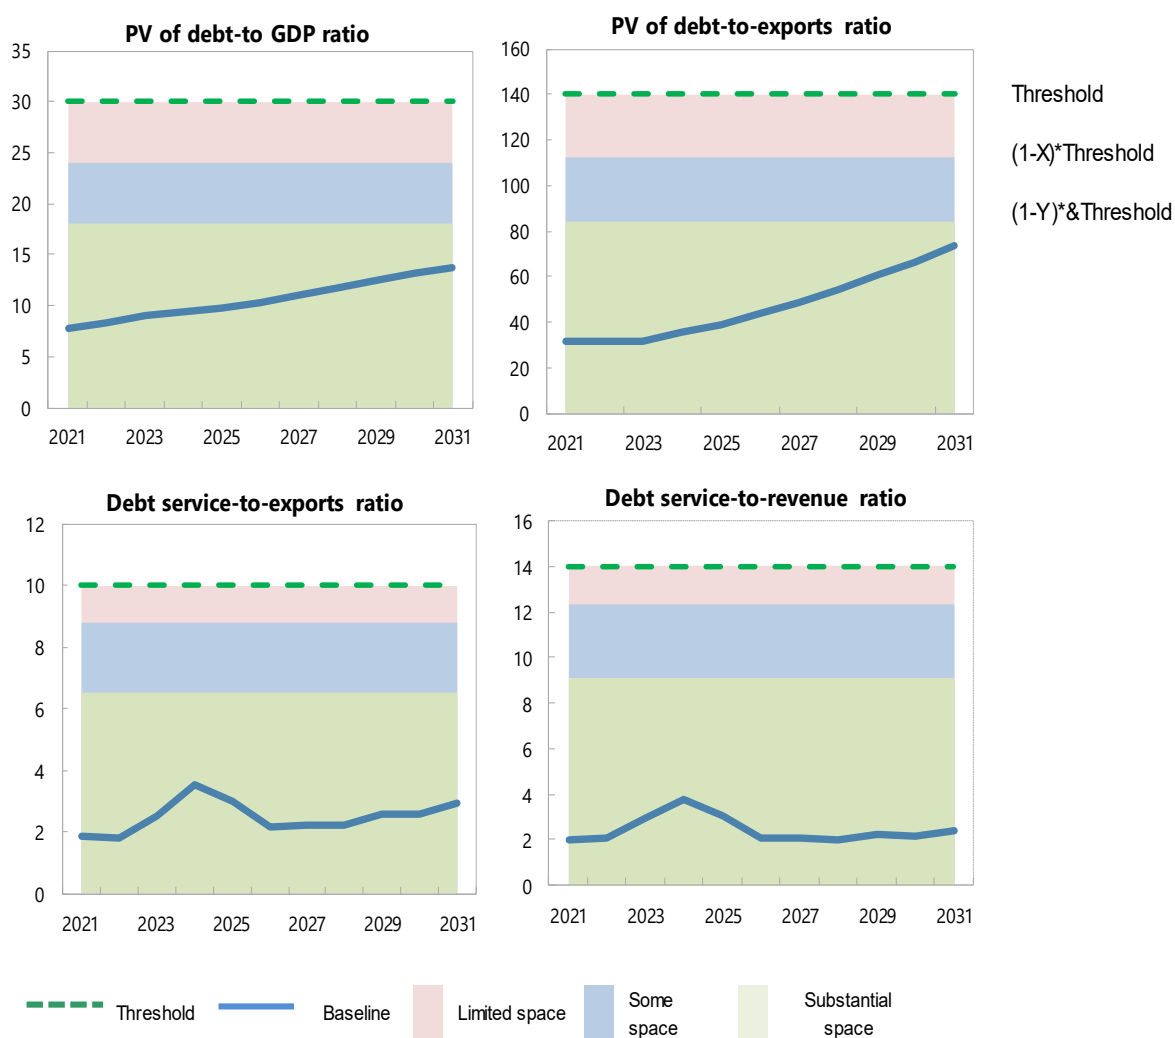 PV of debt-to GDP ratio
35
30
25
20
15
10
5
0
2021 2023 2025 2027 2029 2031
PV of debt-to-exports ratio
160
140
120
100
80
60
40
20
0
2021 2023 2025 2027 2029 2031
Threshold
(1-X)*Threshold
(1-Y)*&Threshold
Debt service-to-exports ratio
12
10
8
6
4
2
0
2021 2023 2025 2027 2029 2031
Debt service-to-revenue ratio
16
14
12
10
8
6
4
2
0
2021 2023 2025 2027 2029 2031
Threshold
Baseline
Limited space
Some
space
Substantial
space